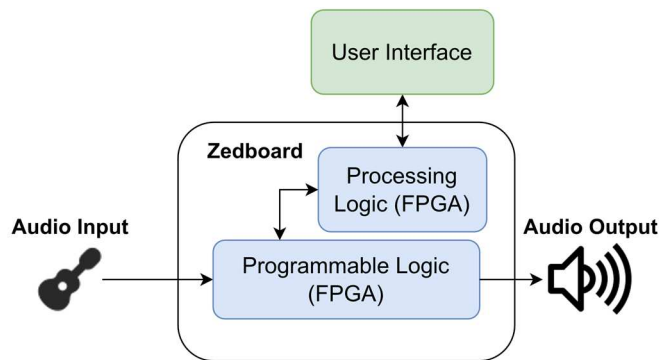 User Interface
Zedboard
Processing
Logic (FPGA)
Audio Input
Audio Output
Programmable Logic
(FPGA)